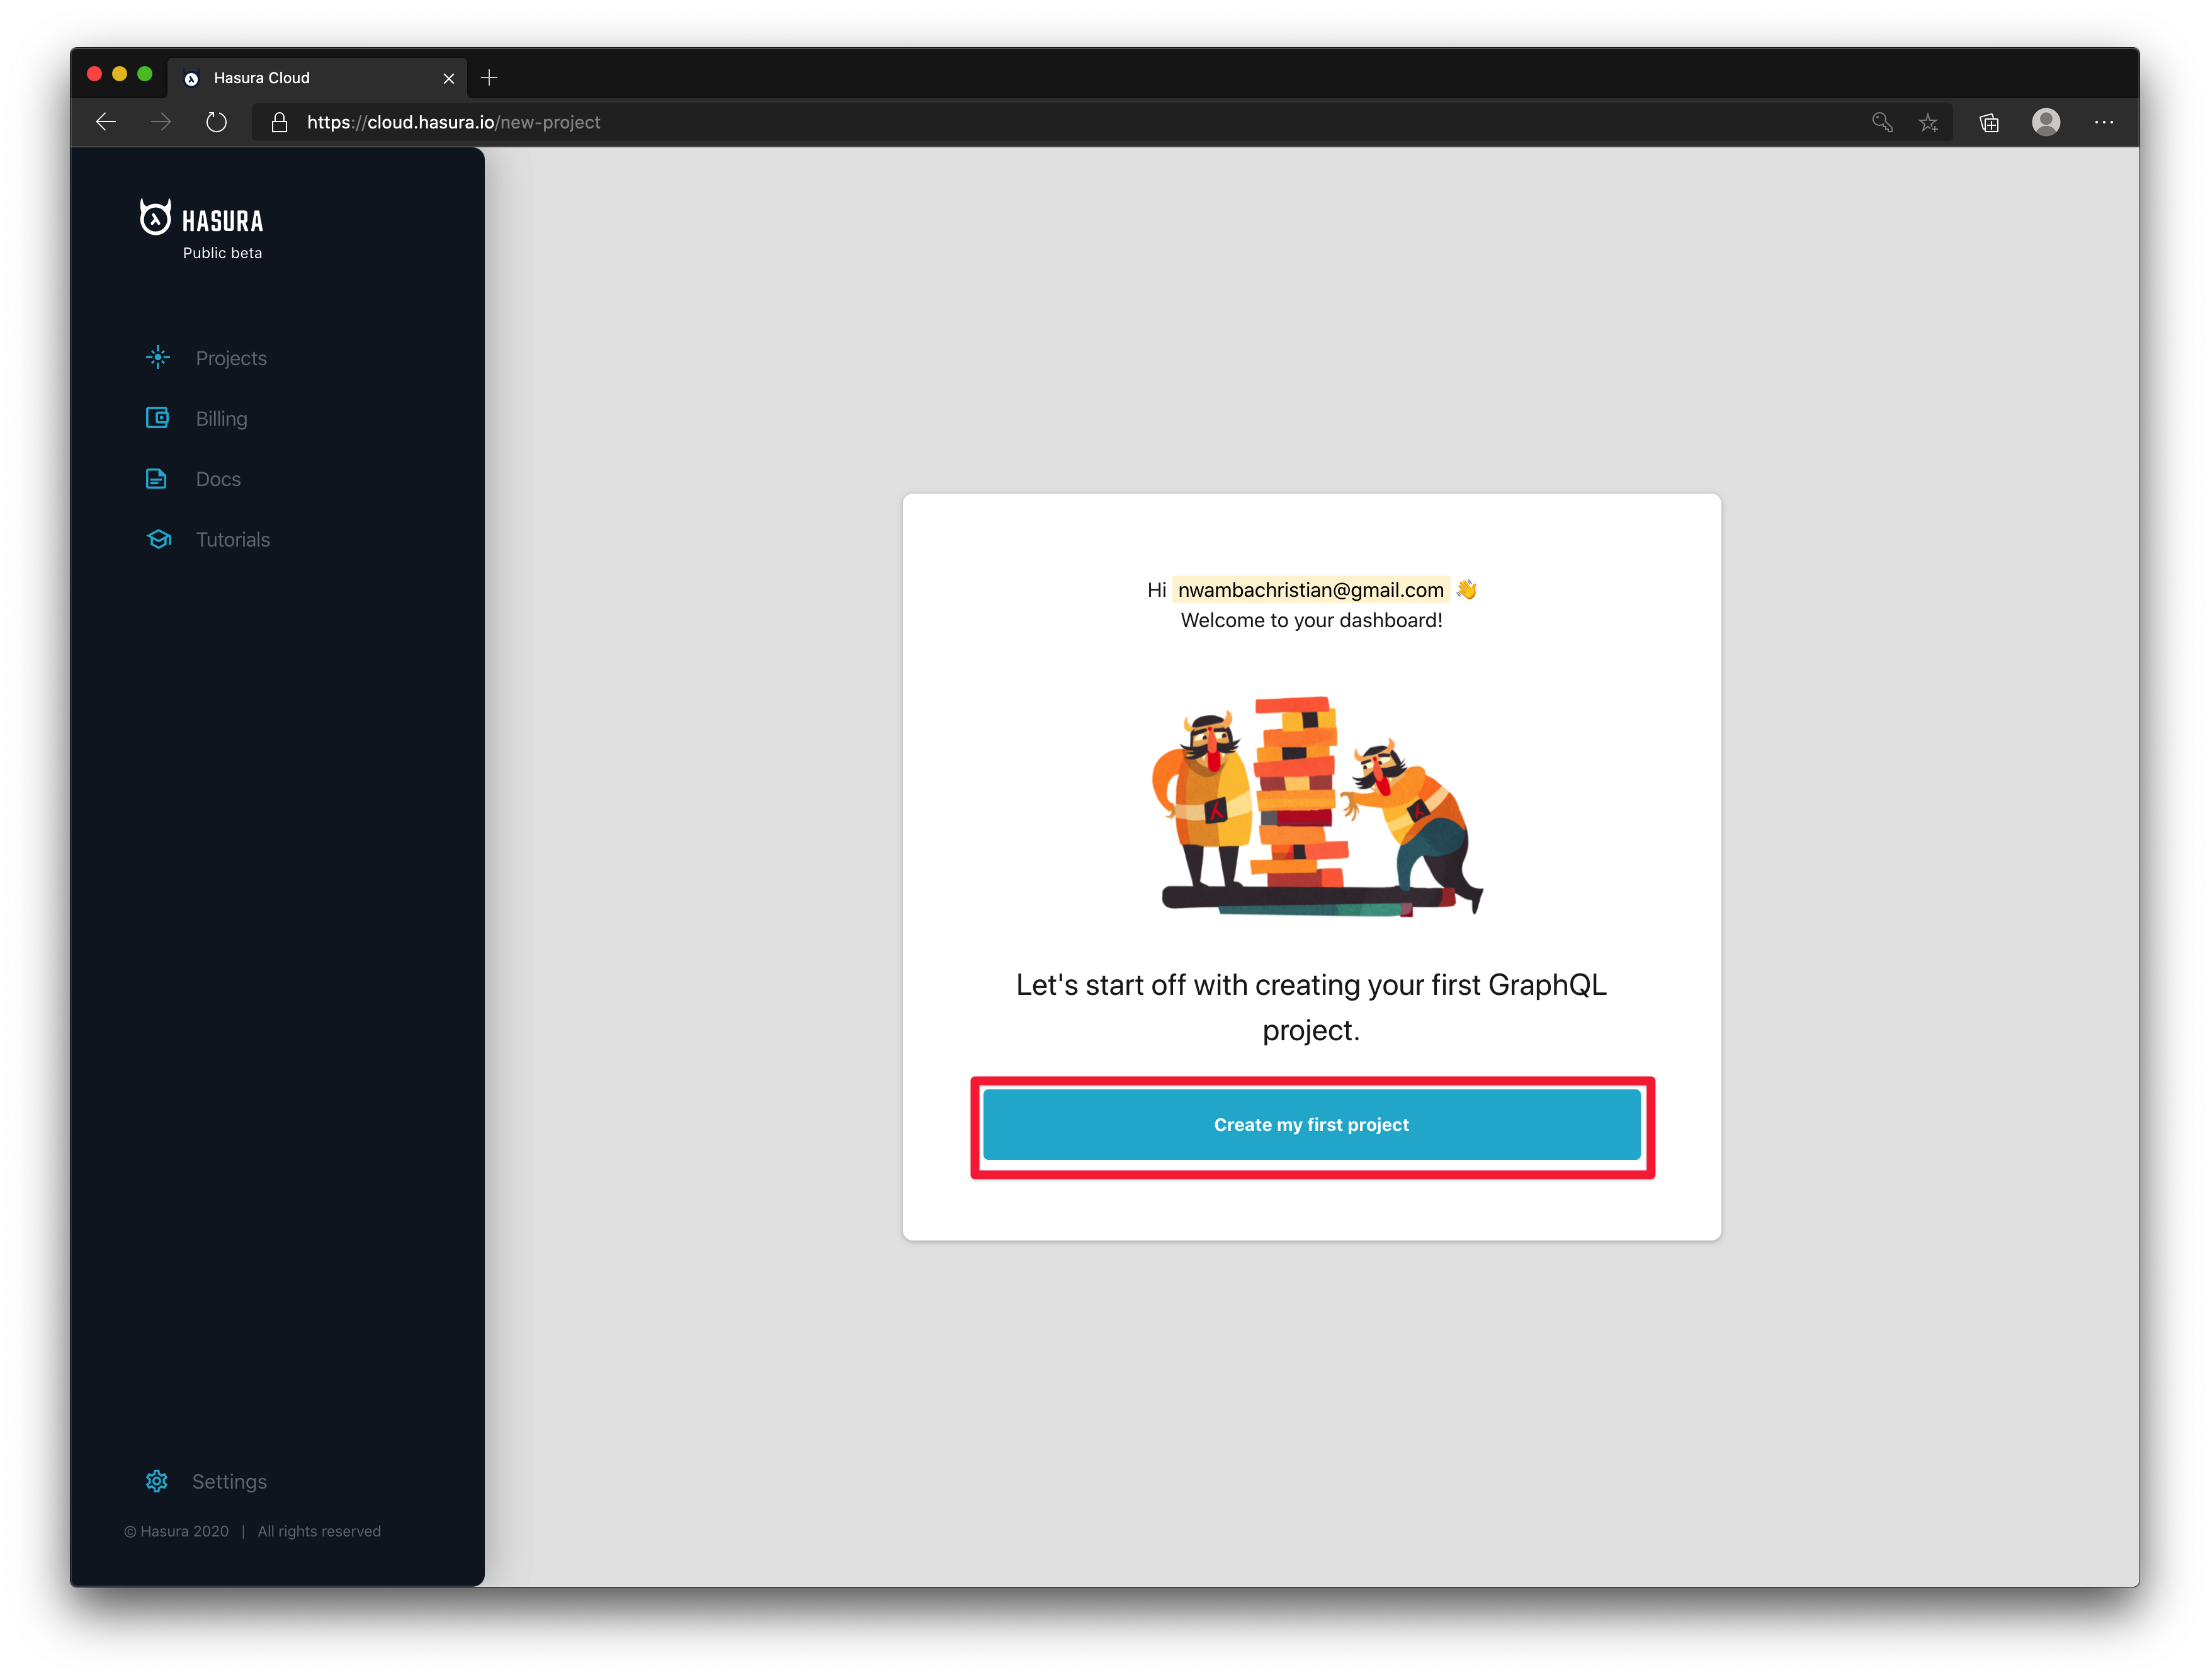 Hasura Cloud
https://cloud.hasura.io/new-project
HASURA
Public beta
Projects
Billing
Docs
Tutorials
Hi nwambachristian@gmail.com 👋
Welcome to your dashboard!
Let's start off with creating your first GraphQL
project.
Create my first project
Settings
© Hasura 2020 | All rights reserved